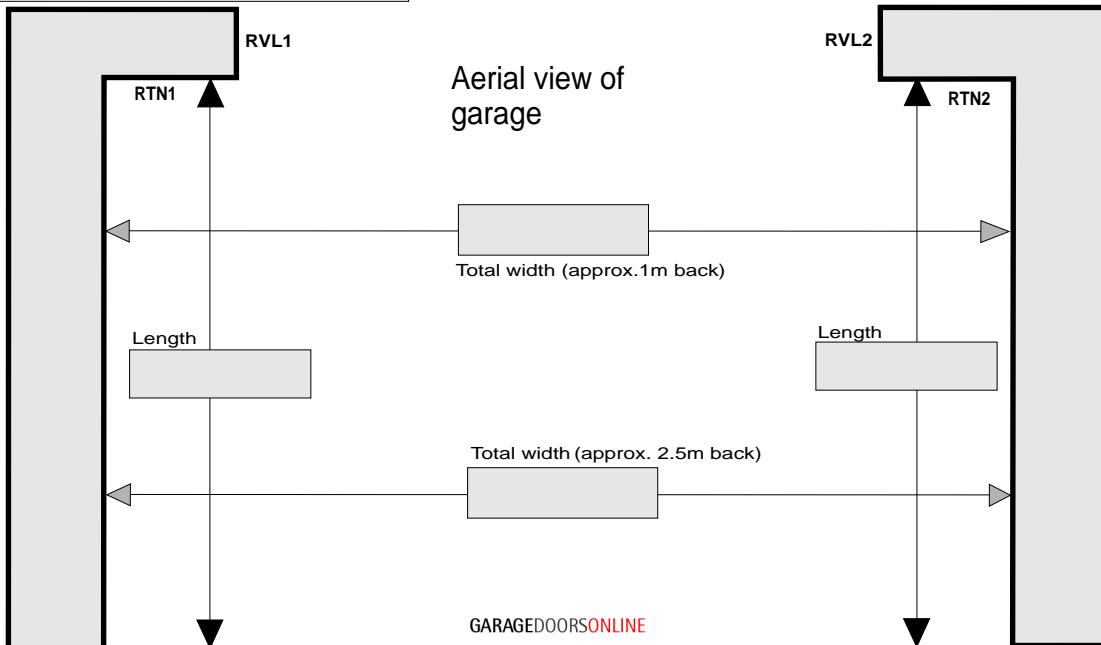 RVL1
RVL2
Aerial view of
garage
RTN1
RTN2
Total width (approx.1m back)
Length
Length
Total width (approx. 2.5m back)
GARAGEDOORSONLINE